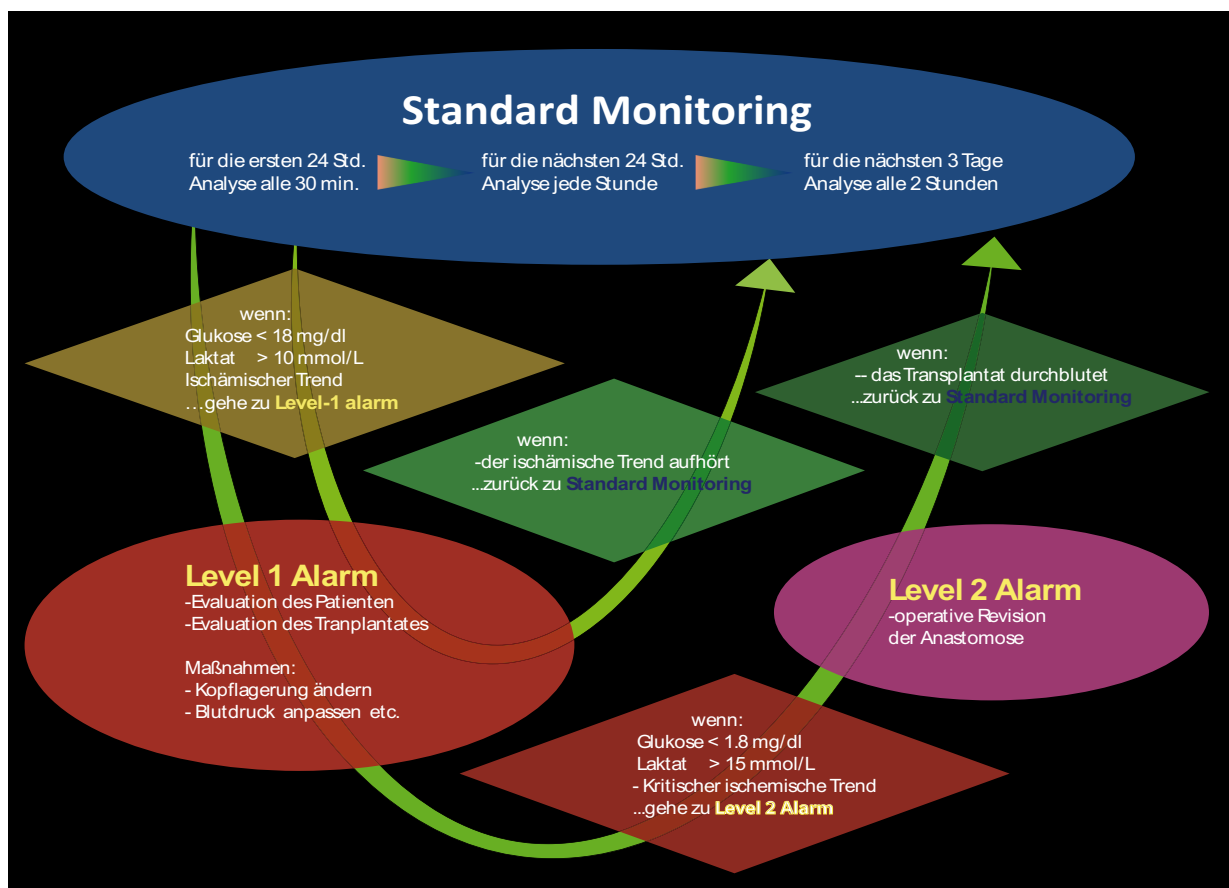 Standard Monitoring
für die ersten 24 Std.
Analyse alle 30 min.
für die nächsten 24 Std.
Analyse jede Stunde
für die nächsten 3 Tage
Analyse alle 2 Stunden
wenn:
Glukose < 18 mg/dl
Laktat > 10 mmol/L
Ischämischer Trend
…gehe zu Level-1 alarm
wenn:
-der ischämische Trend aufhört
...zurück zu Standard Monitoring
wenn:
-- das Transplantat durchblutet
...zurück zu Standard Monitoring
Level 1 Alarm
-Evaluation des Patienten
-Evaluation des Tranplantates
Maßnahmen:
- Kopflagerung ändern
- Blutdruck anpassen etc.
Level 2 Alarm
-operative Revision
der Anastomose
wenn:
Glukose < 1.8 mg/dl
Laktat > 15 mmol/L
- Kritischer ischemische Trend
...gehe zu Level 2 Alarm